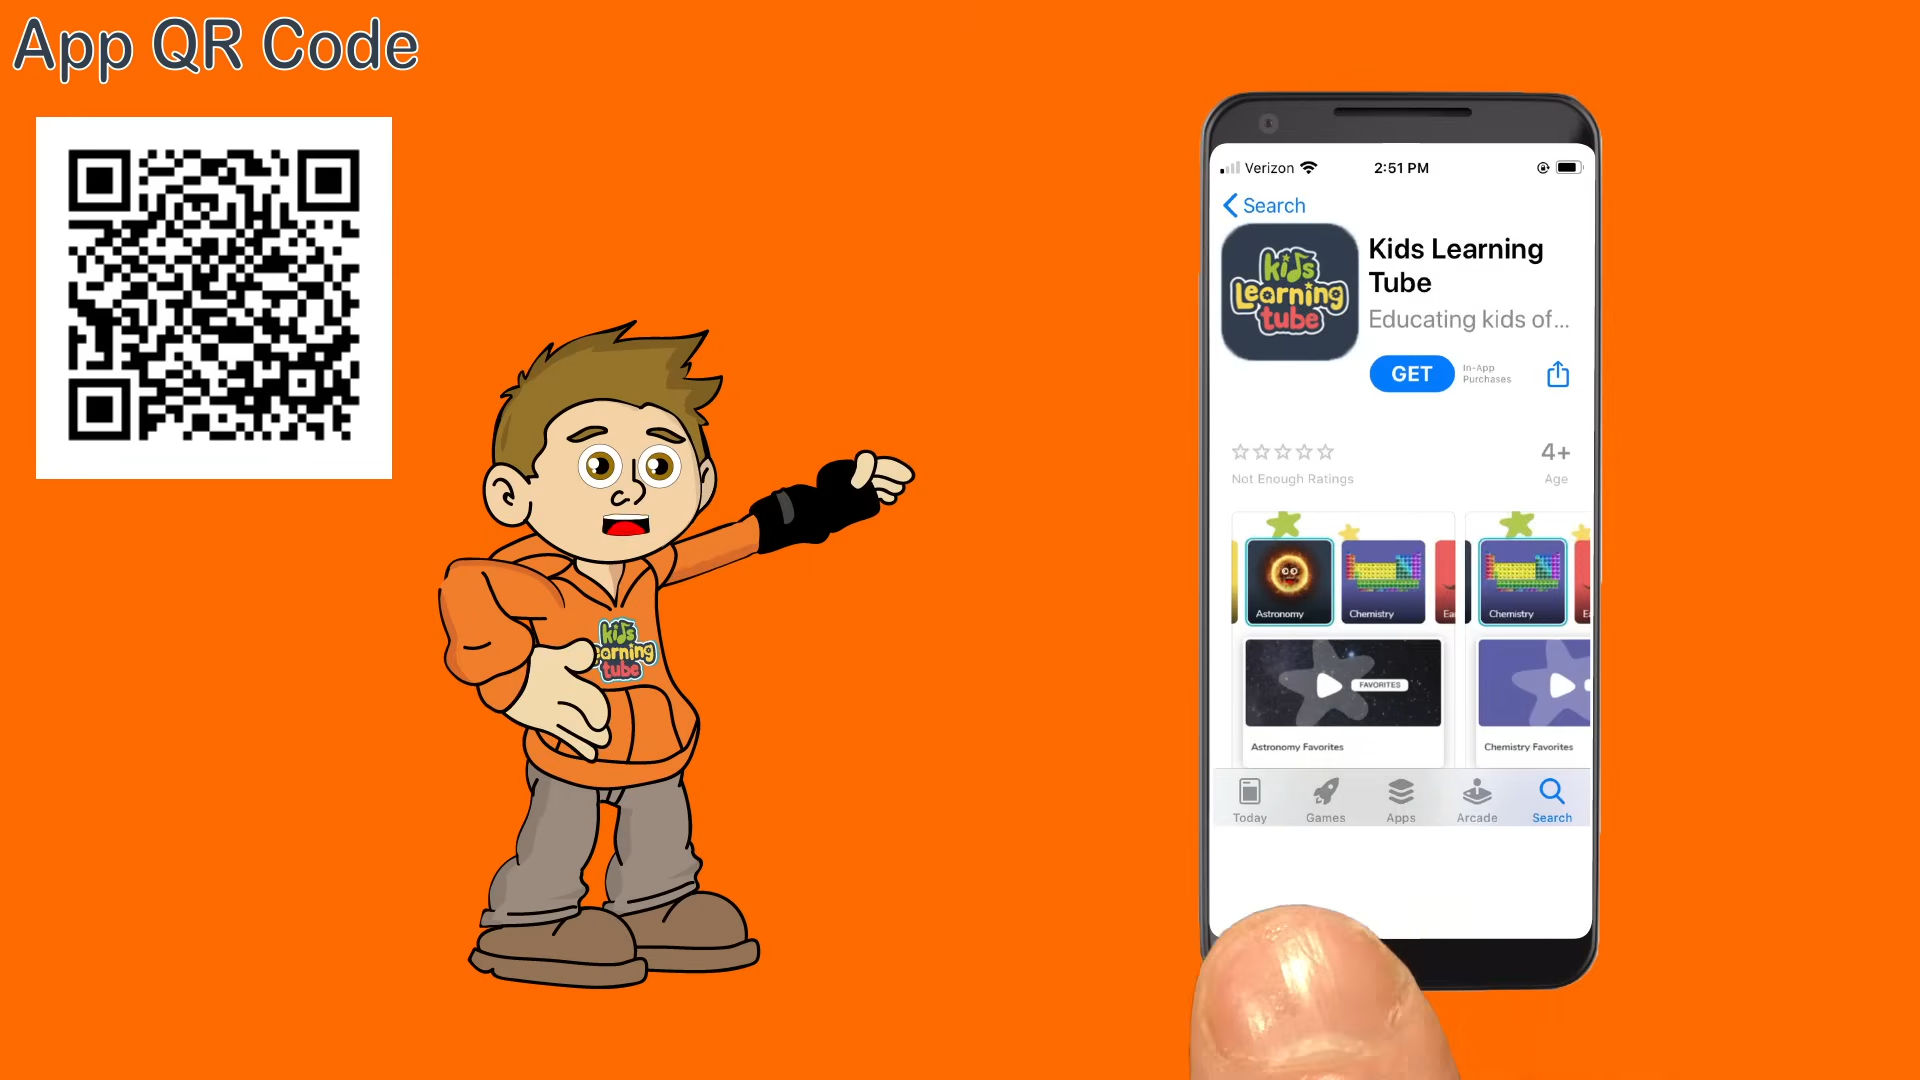 App QR Code
Verizon 2:51 PM
Search
kids
Learning
tube
Kids Learning
Tube
Educating kids of...
GET
In-App
Purchases
Not Enough Ratings
4+
Age
Astronomy
Chemistry
Ea
Chemistry
E
FAVORITES
Astronomy Favorites
Chemistry Favorites
Today
Games
Apps
Arcade
Search
kids
earning
tube